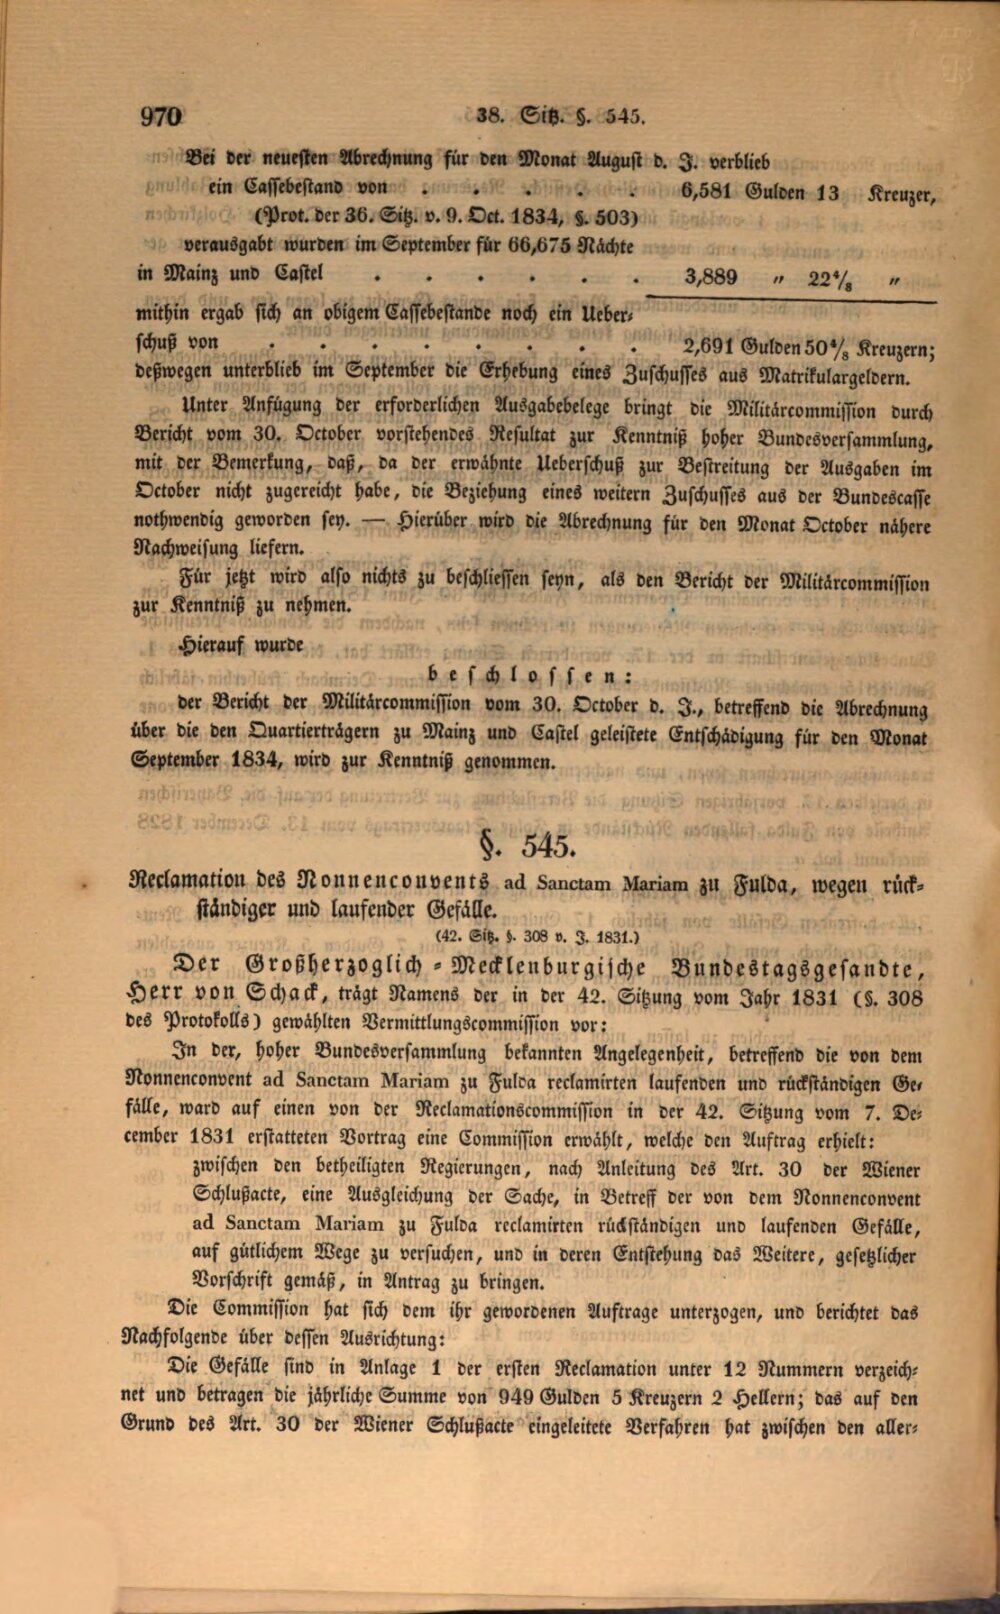 970 38. Sitz. §. 545.
Bei der neuesten Abrechnung für den Monat August d. J. verblieb
ein Cassebestand von . . . . . 6,581 Gulden 13 Kreuzer,
(Prot. der 36. Sitz. v. 9. Oct. 1834, §. 503)
verausgabt wurden im September für 66,675 Nächte
in Mainz und Castel . . . . . . 3,889 „ 22⁴/₈ „
mithin ergab sich an obigem Cassebestande noch ein Ueber-
schuß von . . . . . . . . 2,691 Gulden 50⁴/₈ Kreuzern;
deßwegen unterblieb im September die Erhebung eines Zuschusses aus Matrikulargeldern.
Unter Anfügung der erforderlichen Ausgabebelege bringt die Militärcommission durch
Bericht vom 30. October vorstehendes Resultat zur Kenntniß hoher Bundesversammlung,
mit der Bemerkung, daß, da der erwähnte Ueberschuß zur Bestreitung der Ausgaben im
October nicht zugereicht habe, die Beziehung eines weitern Zuschusses aus der Bundescasse
nothwendig geworden sey. — Hierüber wird die Abrechnung für den Monat October nähere
Nachweisung liefern.
Für jetzt wird also nichts zu beschliessen seyn, als den Bericht der Militärcommission
zur Kenntniß zu nehmen.
Hierauf wurde
beschlossen:
der Bericht der Militärcommission vom 30. October d. J., betreffend die Abrechnung
über die den Quartierträgern zu Mainz und Castel geleistete Entschädigung für den Monat
September 1834, wird zur Kenntniß genommen.
§. 545.
Reclamation des Nonnenconvents ad Sanctam Mariam zu Fulda, wegen rück-
ständiger und laufender Gefälle.
(42. Sitz. §. 308 v. J. 1831.)
Der Großherzoglich-Mecklenburgische Bundestagsgesandte,
Herr von Schack, trägt Namens der in der 42. Sitzung vom Jahr 1831 (§. 308
des Protokolls) gewählten Vermittlungscommission vor:
In der, hoher Bundesversammlung bekannten Angelegenheit, betreffend die von dem
Nonnenconvent ad Sanctam Mariam zu Fulda reclamirten laufenden und rückständigen Ge-
fälle, ward auf einen von der Reclamationscommission in der 42. Sitzung vom 7. De-
cember 1831 erstatteten Vortrag eine Commission erwählt, welche den Auftrag erhielt:
zwischen den betheiligten Regierungen, nach Anleitung des Art. 30 der Wiener
Schlußacte, eine Ausgleichung der Sache, in Betreff der von dem Nonnenconvent
ad Sanctam Mariam zu Fulda reclamirten rückständigen und laufenden Gefälle,
auf gütlichem Wege zu versuchen, und in deren Entstehung das Weitere, gesetzlicher
Vorschrift gemäß, in Antrag zu bringen.
Die Commission hat sich dem ihr gewordenen Auftrage unterzogen, und berichtet das
Nachfolgende über dessen Ausrichtung:
Die Gefälle sind in Anlage 1 der ersten Reclamation unter 12 Nummern verzeich-
net und betragen die jährliche Summe von 949 Gulden 5 Kreuzern 2 Hellern; das auf den
Grund des Art. 30 der Wiener Schlußacte eingeleitete Verfahren hat zwischen den aller-